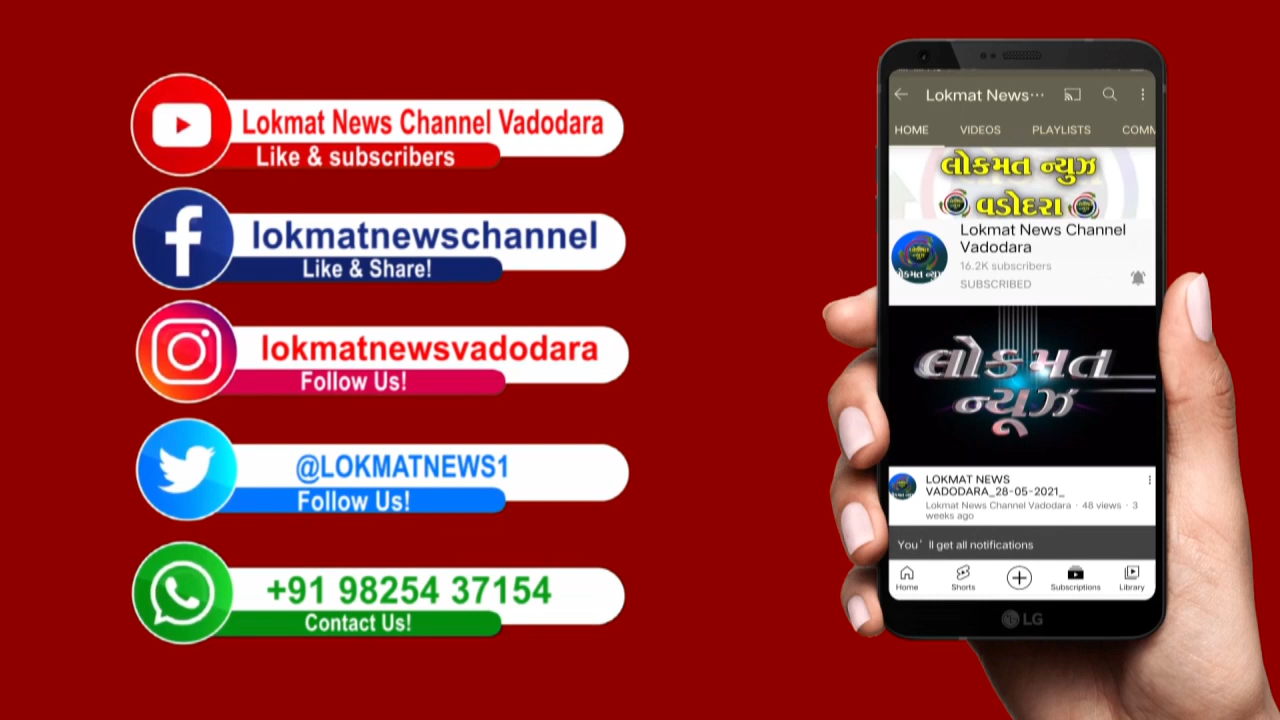 Lokmat News Channel Vadodara
Like & subscribers
lokmatnewschannel
Like & Share!
lokmatnewsvadodara
Follow Us!
@LOKMATNEWS1
Follow Us!
+91 98254 37154
Contact Us!
Lokmat News...
HOME VIDEOS PLAYLISTS COMM
લોકમત ન્યુઝ
વડોદરા
Lokmat News Channel
Vadodara
16.2K subscribers
SUBSCRIBED
લોકમત ન્યુઝ
લોકમત
ન્યૂઝ
LOKMAT NEWS
VADODARA_28-05-2021_
Lokmat News Channel Vadodara · 48 views · 3
weeks ago
You'll get all notifications
Home Shorts Subscriptions Library
LG